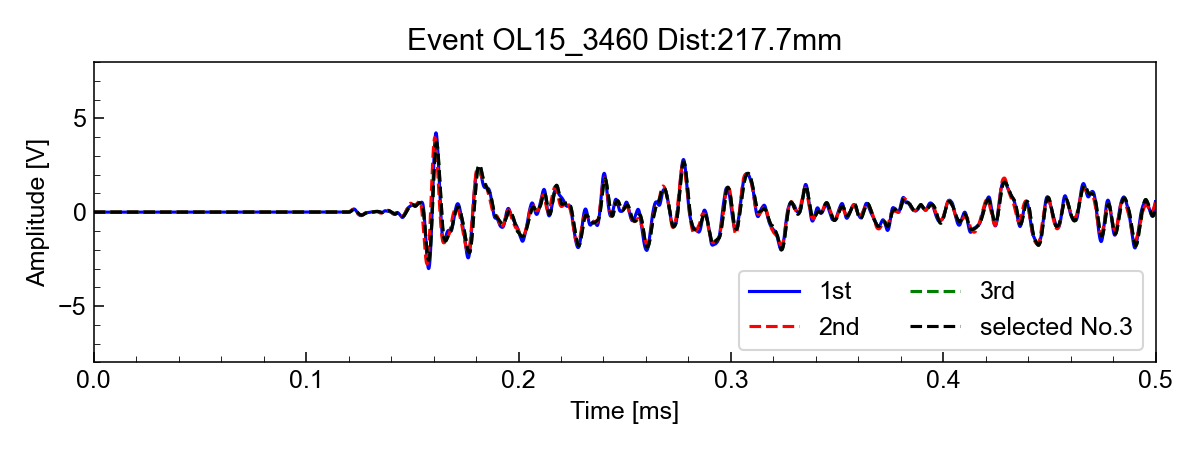 Event OL15_3460 Dist:217.7mm
Amplitude [V]
5
0
−5
1st
2nd
3rd
selected No.3
0.0 0.1 0.2 0.3 0.4 0.5
Time [ms]